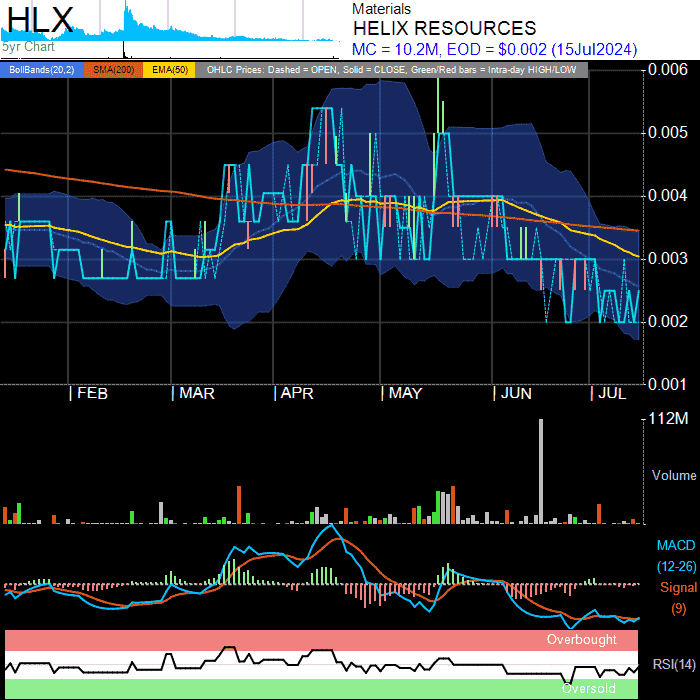 HLX
5yr Chart
Materials
HELIX RESOURCES
MC = 10.2M, EOD = $0.002 (15Jul2024)
BollBands(20,2) SMA(200) EMA(50) OHLC Prices: Dashed = OPEN, Solid = CLOSE, Green/Red bars = Intra-day HIGH/LOW
0.006
0.005
0.004
0.003
0.002
0.001
FEB MAR APR MAY JUN JUL
112M
Volume
MACD
(12-26)
Signal
(9)
Overbought
RSI(14)
Oversold